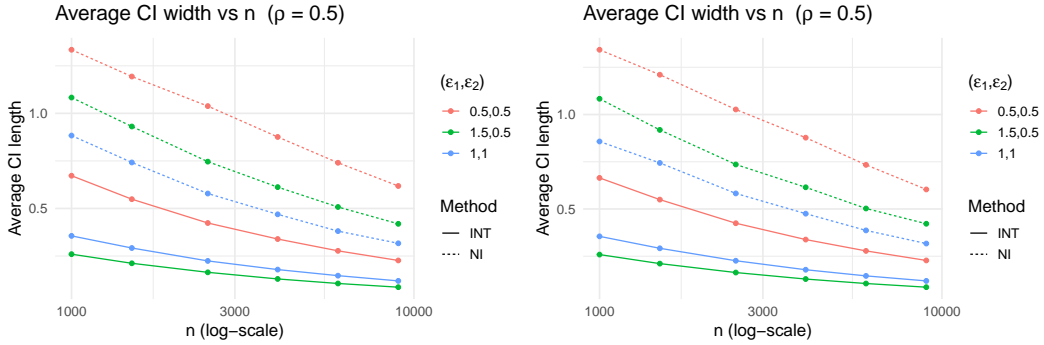 Average CI width vs n (ρ = 0.5)
Average CI length
1.0
0.5
1000
3000
10000
n (log−scale)
(ε1,ε2)
0.5,0.5
1.5,0.5
1,1
Method
INT
NI
Average CI width vs n (ρ = 0.5)
Average CI length
1.0
0.5
1000
3000
10000
n (log−scale)
(ε1,ε2)
0.5,0.5
1.5,0.5
1,1
Method
INT
NI